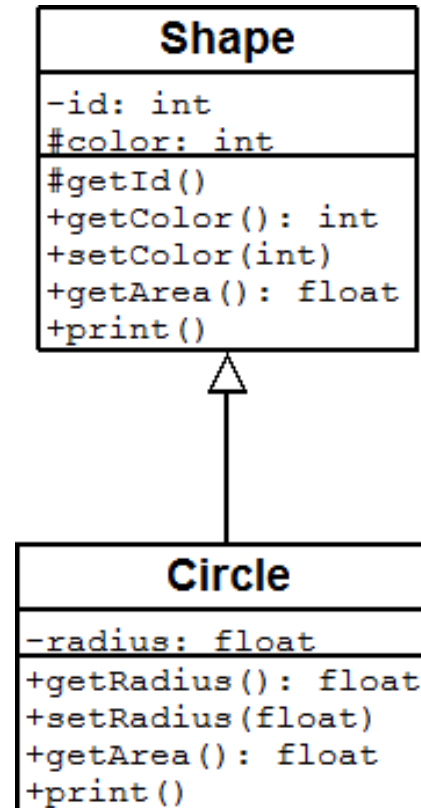 Shape
-id: int
#color: int
#getId()
+getColor(): int
+setColor(int)
+getArea(): float
+print()
Circle
-radius: float
+getRadius(): float
+setRadius(float)
+getArea(): float
+print()